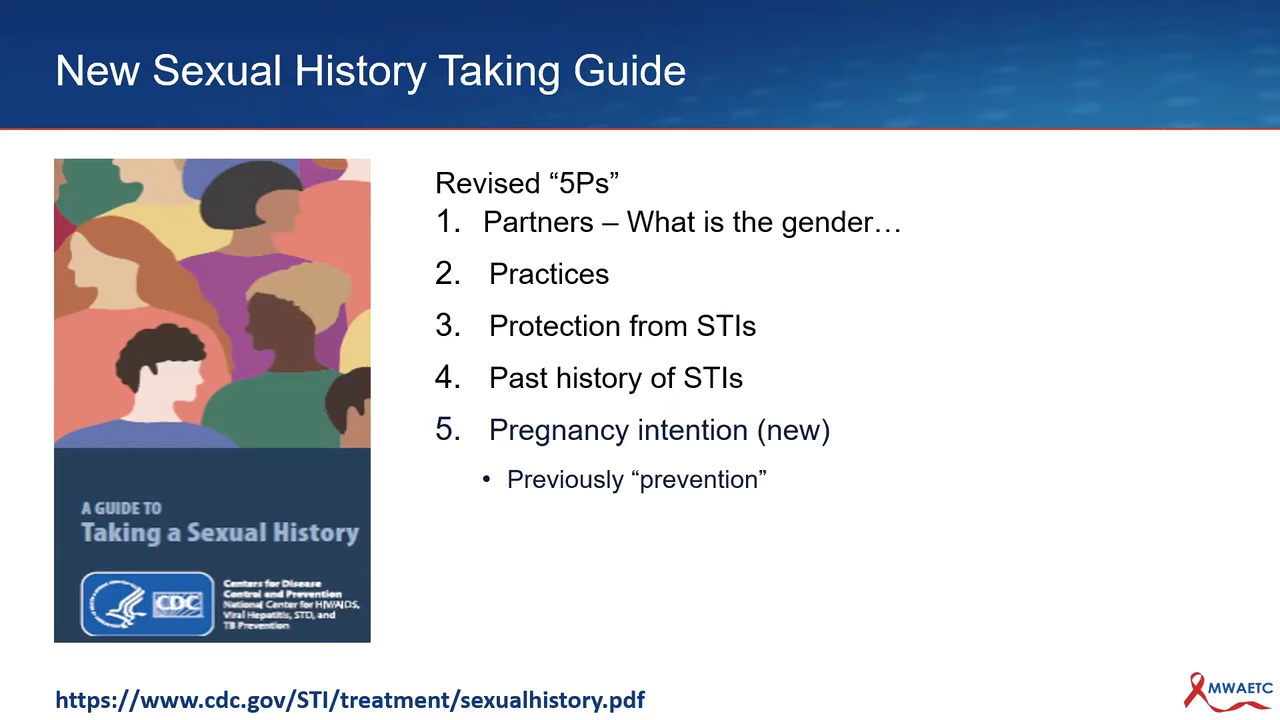 New Sexual History Taking Guide
Revised “5Ps”
1. Partners – What is the gender…
2. Practices
3. Protection from STIs
4. Past history of STIs
5. Pregnancy intention (new)
• Previously “prevention”
A GUIDE TO
Taking a Sexual History
CDC
Centers for Disease
Control and Prevention
National Center for HIV/AIDS,
Viral Hepatitis, STD, and
TB Prevention
https://www.cdc.gov/STI/treatment/sexualhistory.pdf
MWAETC